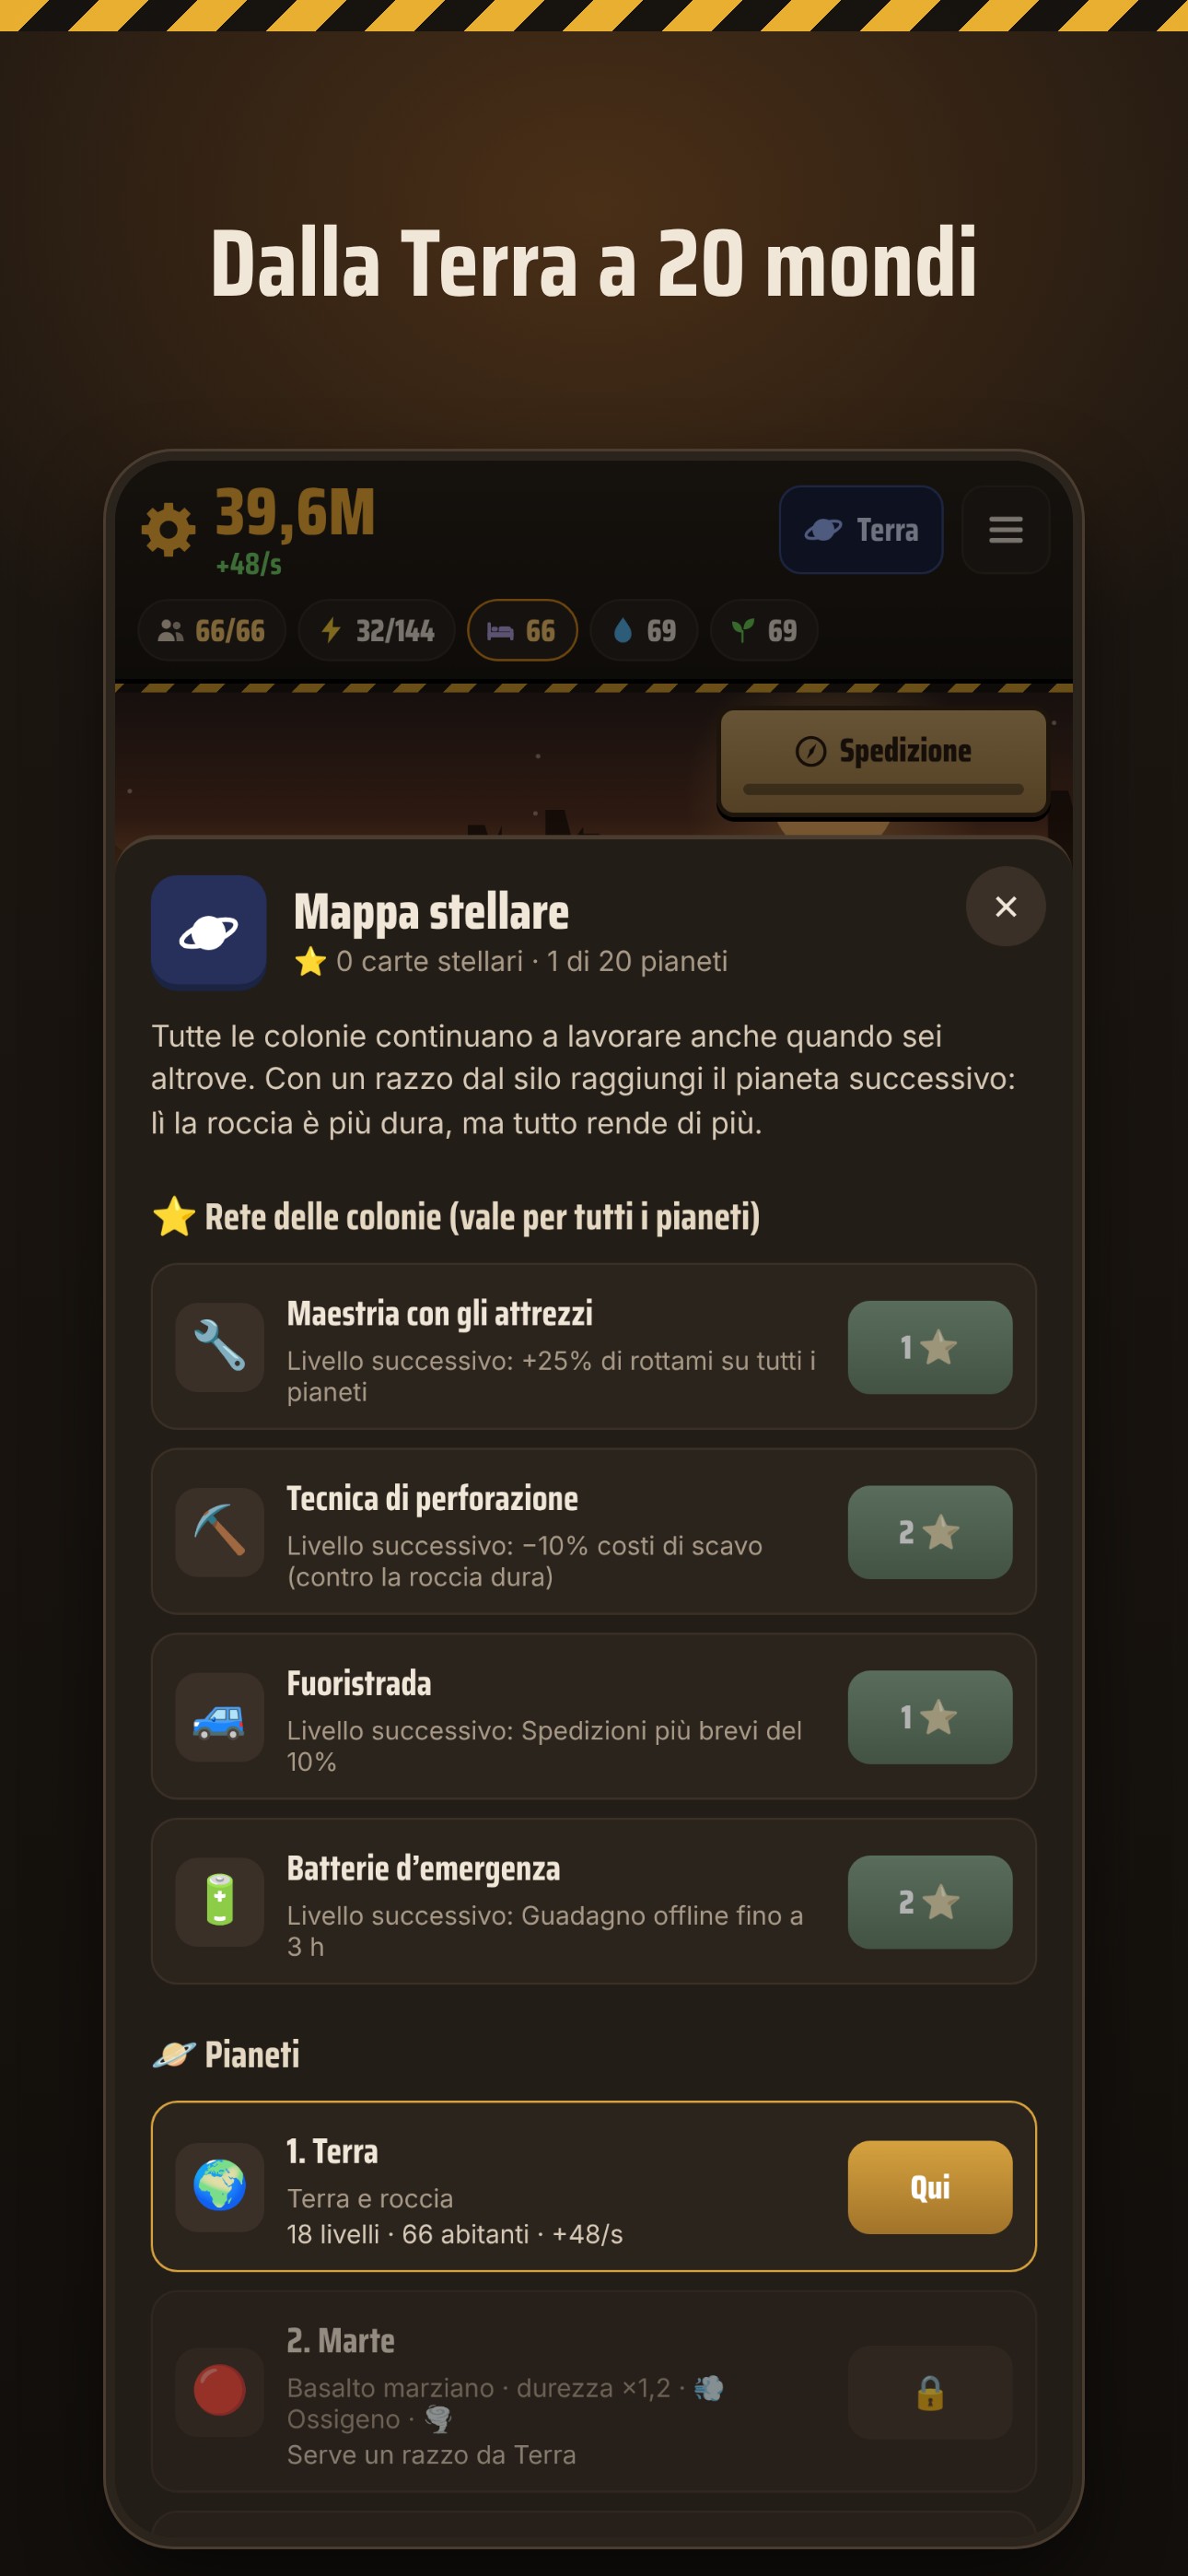 Dalla Terra a 20 mondi
39,6M
+48/s
Terra
66/66
32/144
66
69
69
Spedizione
Mappa stellare
⭐ 0 carte stellari · 1 di 20 pianeti
Tutte le colonie continuano a lavorare anche quando sei
altrove. Con un razzo dal silo raggiungi il pianeta successivo:
lì la roccia è più dura, ma tutto rende di più.
⭐ Rete delle colonie (vale per tutti i pianeti)
Maestria con gli attrezzi
Livello successivo: +25% di rottami su tutti i
pianeti
1 ⭐
Tecnica di perforazione
Livello successivo: −10% costi di scavo
(contro la roccia dura)
2 ⭐
Fuoristrada
Livello successivo: Spedizioni più brevi del
10%
1 ⭐
Batterie d’emergenza
Livello successivo: Guadagno offline fino a
3 h
2 ⭐
🪐 Pianeti
1. Terra
Terra e roccia
18 livelli · 66 abitanti · +48/s
Qui
2. Marte
Basalto marziano · durezza ×1,2 · 💨
Ossigeno · 🌪️
Serve un razzo da Terra